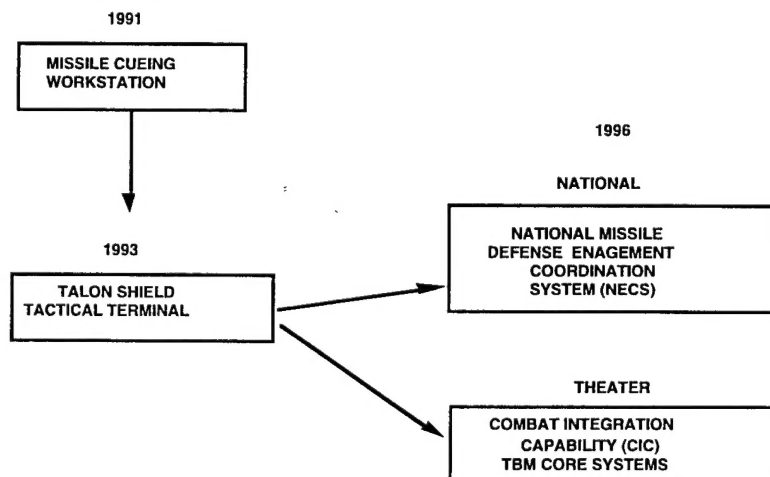 1991
MISSILE CUEING
WORKSTATION
1993
TALON SHIELD
TACTICAL TERMINAL
1996
NATIONAL
NATIONAL MISSILE
DEFENSE ENAGEMENT
COORDINATION
SYSTEM (NECS)
THEATER
COMBAT INTEGRATION
CAPABILITY (CIC)
TBM CORE SYSTEMS